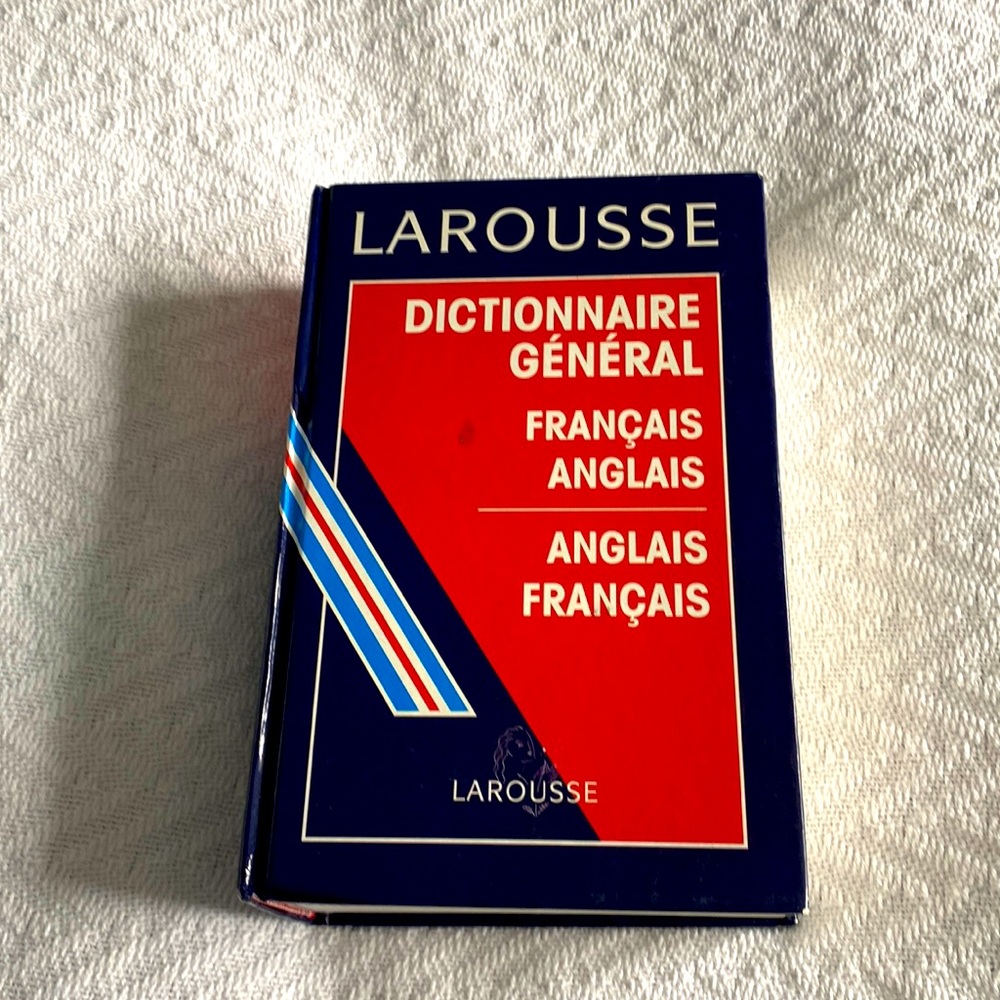 LAROUSSE
DICTIONNAIRE
GÉNÉRAL
FRANÇAIS
ANGLAIS
ANGLAIS
FRANÇAIS
LAROUSSE